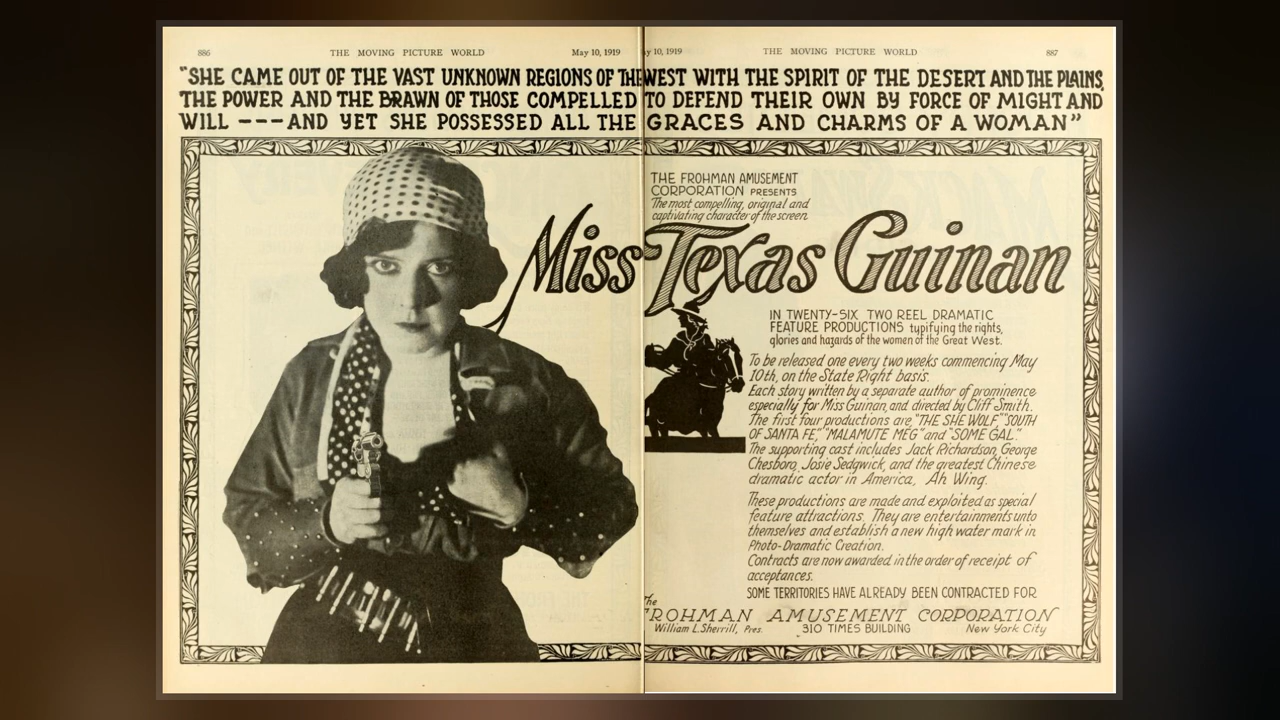 886 THE MOVING PICTURE WORLD May 10, 1919
ay 10, 1919 THE MOVING PICTURE WORLD 887
"SHE CAME OUT OF THE VAST UNKNOWN REGIONS OF THE WEST WITH THE SPIRIT OF THE DESERT AND THE PLAINS,
THE POWER AND THE BRAWN OF THOSE COMPELLED TO DEFEND THEIR OWN BY FORCE OF MIGHT AND
WILL --- AND YET SHE POSSESSED ALL THE GRACES AND CHARMS OF A WOMAN"
THE FROHMAN AMUSEMENT
CORPORATION PRESENTS
The most compelling, original and
captivating character of the screen
Miss Texas Guinan
IN TWENTY-SIX TWO REEL DRAMATIC
FEATURE PRODUCTIONS typifying the rights,
glories and hazards of the women of the Great West.
To be released one every two weeks commencing May
10th, on the State Right basis.
Each story written by a separate author of prominence
especially for Miss Guinan, and directed by Cliff Smith.
The first four productions are, "THE SHE WOLF" "SOUTH
OF SANTA FE," "MALAMUTE MEG" and "SOME GAL".
The supporting cast includes Jack Richardson, George
Chesboro, Josie Sedgwick, and the greatest Chinese
dramatic actor in America, Ah Wing.
These productions are made and exploited as special
feature attractions. They are entertainments unto
themselves and establish a new high water mark in
Photo-Dramatic Creation.
Contracts are now awarded in the order of receipt of
acceptances.
SOME TERRITORIES HAVE ALREADY BEEN CONTRACTED FOR
The
FROHMAN AMUSEMENT CORPORATION
William L. Sherrill, Pres. 310 TIMES BUILDING New York City